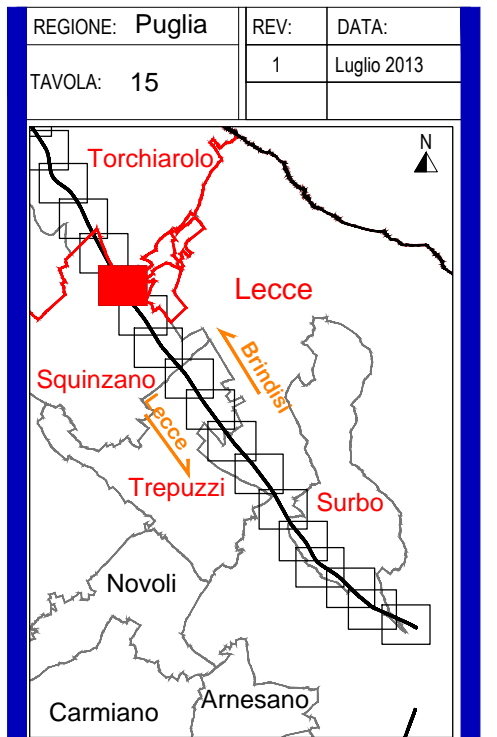 REGIONE: Puglia
REV: DATA:
1 Luglio 2013
TAVOLA: 15
N
Torchiarolo
Lecce
Brindisi
Squinzano
Lecce
Trepuzzi
Surbo
Novoli
Arnesano
Carmiano